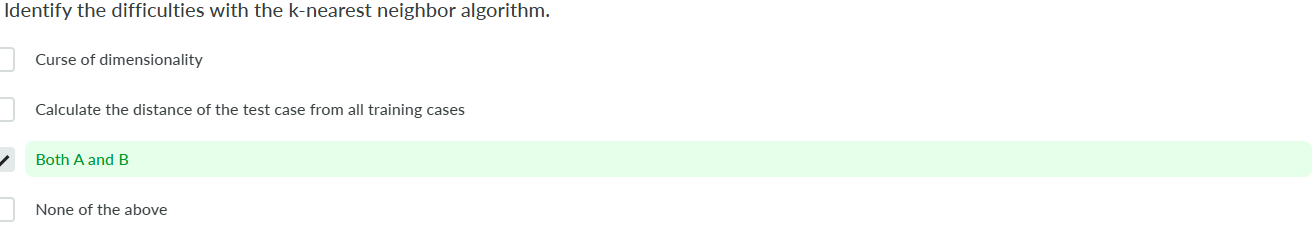 Identify the difficulties with the k-nearest neighbor algorithm.
Curse of dimensionality
Calculate the distance of the test case from all training cases
Both A and B
None of the above